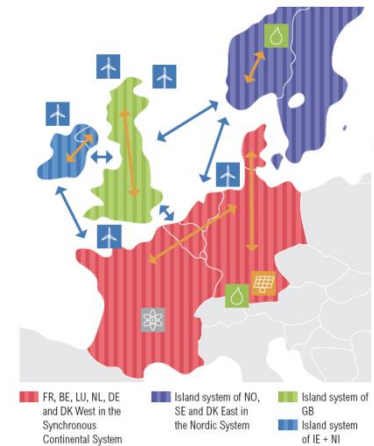 FR, BE, LU, NL, DE
and DK West in the
Synchronous
Continental System
Island system of NO,
SE and DK East in
the Nordic System
Island system of
GB
Island system
of IE + NI